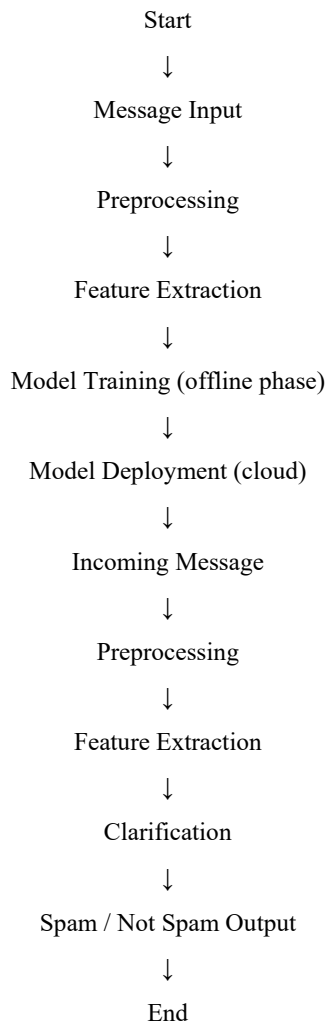 Start
↓
Message Input
↓
Preprocessing
↓
Feature Extraction
↓
Model Training (offline phase)
↓
Model Deployment (cloud)
↓
Incoming Message
↓
Preprocessing
↓
Feature Extraction
↓
Clarification
↓
Spam / Not Spam Output
↓
End